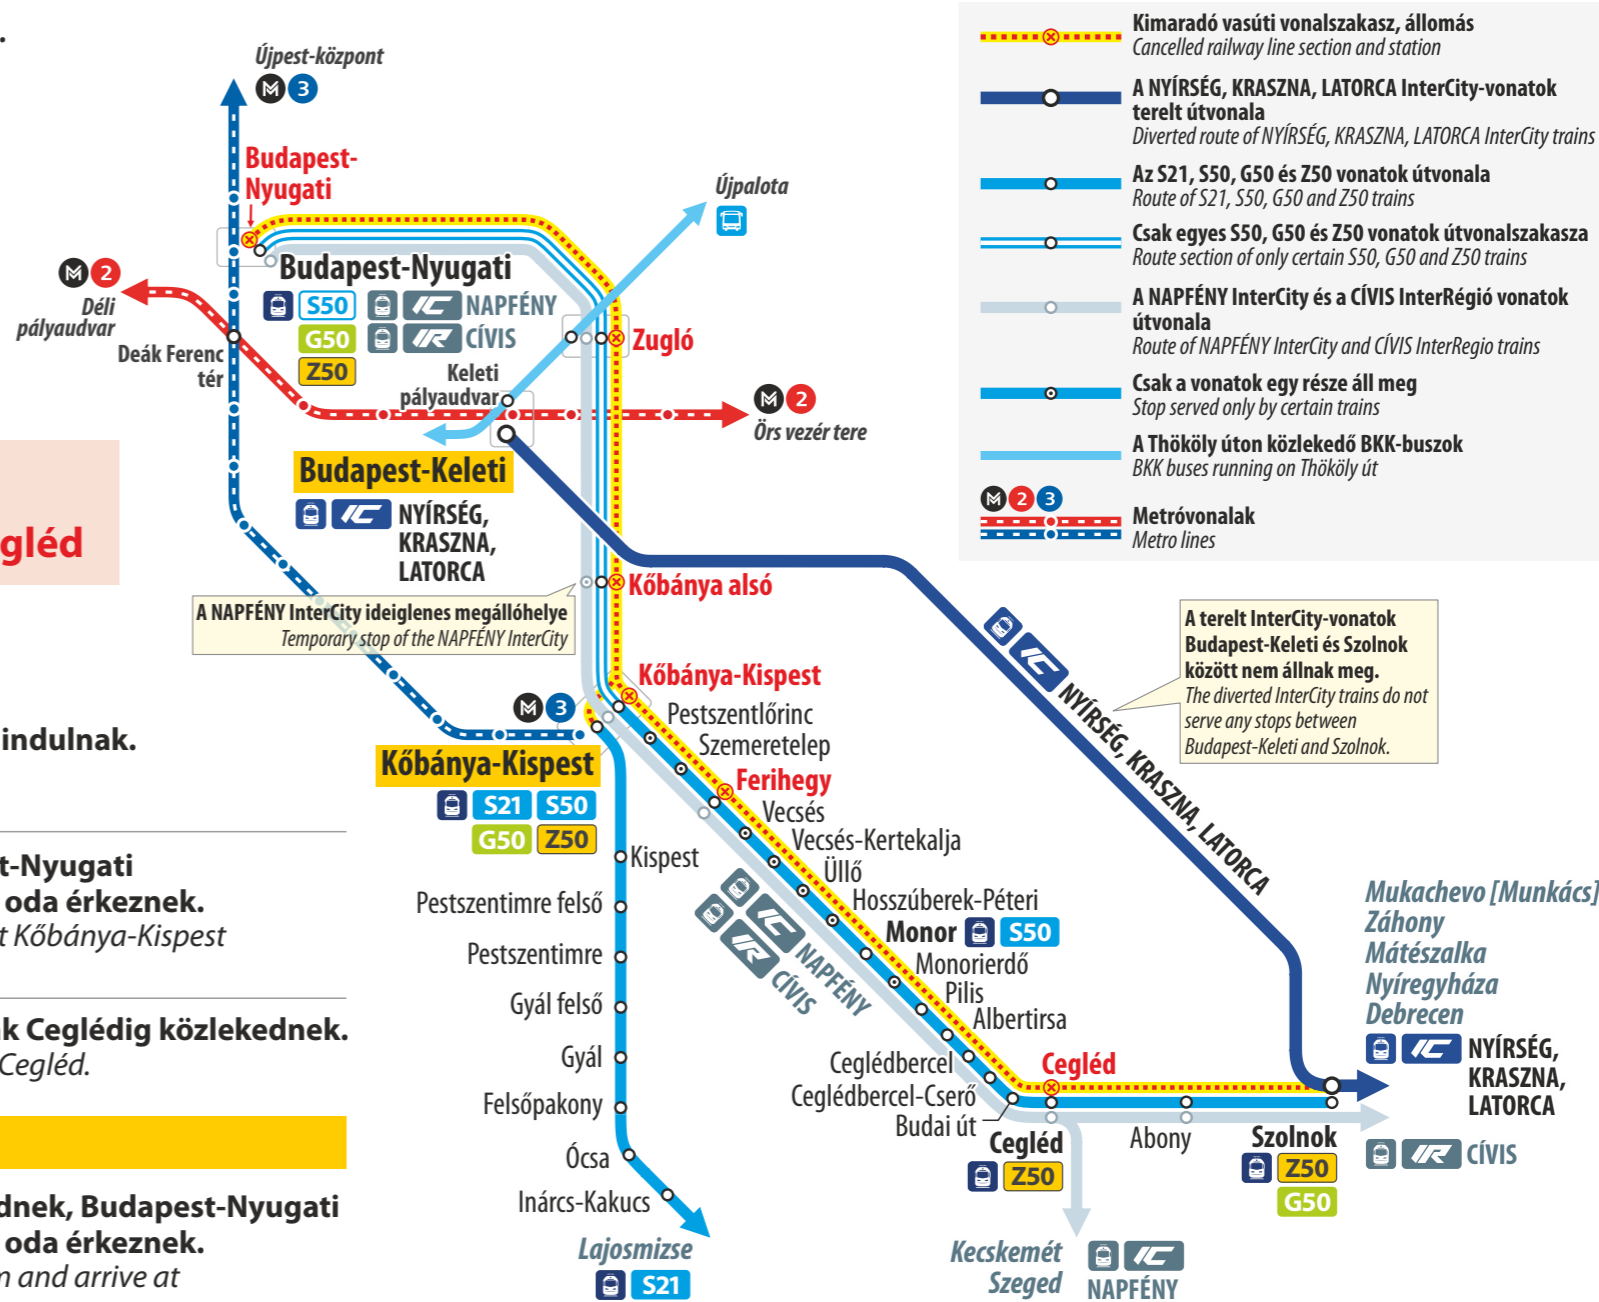 .
gléd
indulnak.
t-Nyugati
oda érkeznek.
t Kőbánya-Kispest
k Ceglédig közlekednek.
Cegléd.
dnek, Budapest-Nyugati
oda érkeznek.
n and arrive at
Újpest-központ
M 3
Budapest-
Nyugati
Újpalota
M 2
Déli
pályaudvar
Deák Ferenc
tér
Budapest-Nyugati
S50 IC NAPFÉNY
G50 IR CÍVIS
Z50
Zugló
Keleti
pályaudvar
M 2
Örs vezér tere
Budapest-Keleti
IC NYÍRSÉG,
KRASZNA,
LATORCA
Kőbánya alsó
A NAPFÉNY InterCity ideiglenes megállóhelye
Temporary stop of the NAPFÉNY InterCity
Kőbánya-Kispest
M 3
Kőbánya-Kispest
S21 S50
G50 Z50
Pestszentlőrinc
Szemeretelep
Ferihegy
Vecsés
Vecsés-Kertekalja
Üllő
Hosszúberek-Péteri
Monor S50
Monorierdő
Pilis
Albertirsa
Ceglédbercel
Ceglédbercel-Cserő
Budai út
Cegléd
Cegléd
Z50
Abony
Szolnok
Z50
G50
IC NAPFÉNY
IR CÍVIS
Kispest
Pestszentimre felső
Pestszentimre
Gyál felső
Gyál
Felsőpakony
Ócsa
Inárcs-Kakucs
Lajosmizse
S21
Kecskemét
Szeged
IC
NAPFÉNY
IC NYÍRSÉG, KRASZNA, LATORCA
A terelt InterCity-vonatok
Budapest-Keleti és Szolnok
között nem állnak meg.
The diverted InterCity trains do not
serve any stops between
Budapest-Keleti and Szolnok.
Mukachevo [Munkács]
Záhony
Mátészalka
Nyíregyháza
Debrecen
IC NYÍRSÉG,
KRASZNA,
LATORCA
IR CÍVIS
Kimaradó vasúti vonalszakasz, állomás
Cancelled railway line section and station
A NYÍRSÉG, KRASZNA, LATORCA InterCity-vonatok
terelt útvonala
Diverted route of NYÍRSÉG, KRASZNA, LATORCA InterCity trains
Az S21, S50, G50 és Z50 vonatok útvonala
Route of S21, S50, G50 and Z50 trains
Csak egyes S50, G50 és Z50 vonatok útvonalszakasza
Route section of only certain S50, G50 and Z50 trains
A NAPFÉNY InterCity és a CÍVIS InterRégió vonatok
útvonala
Route of NAPFÉNY InterCity and CÍVIS InterRegio trains
Csak a vonatok egy része áll meg
Stop served only by certain trains
A Thököly úton közlekedő BKK-buszok
BKK buses running on Thököly út
M 2 3
Metróvonalak
Metro lines